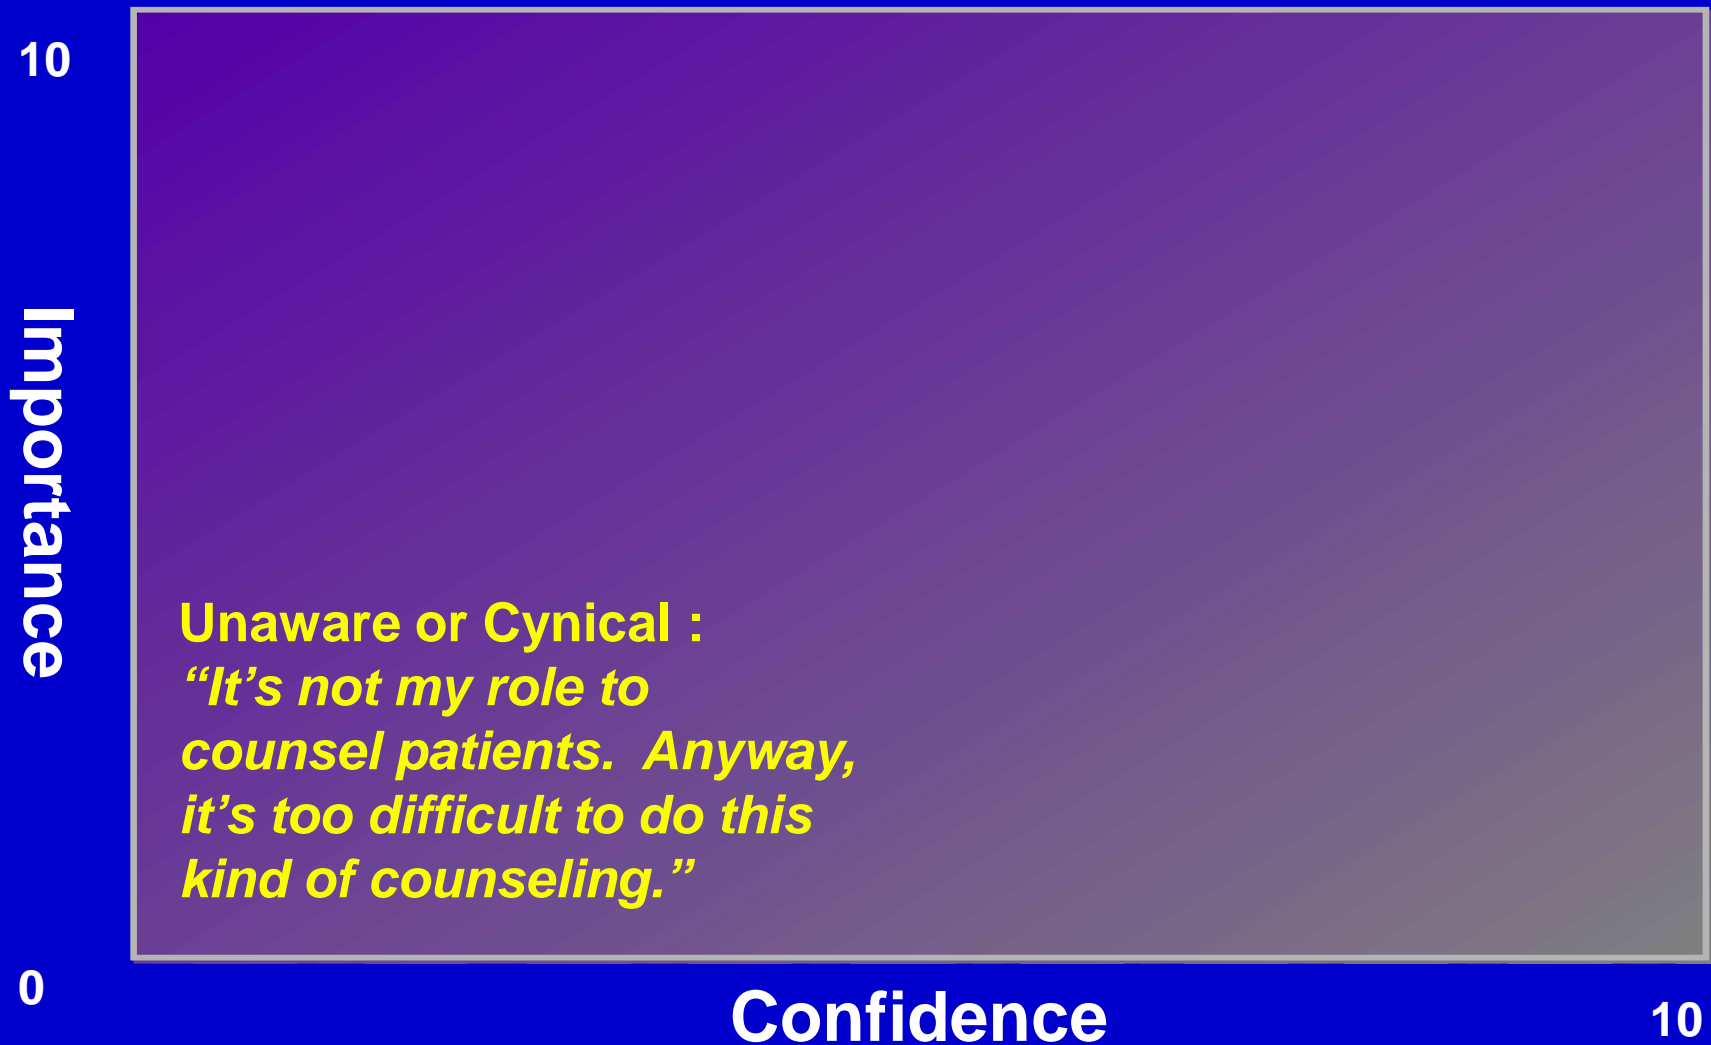 10
Importance
Unaware or Cynical :
“It’s not my role to
counsel patients.  Anyway,
it’s too difficult to do this
kind of counseling.”
0
Confidence
10